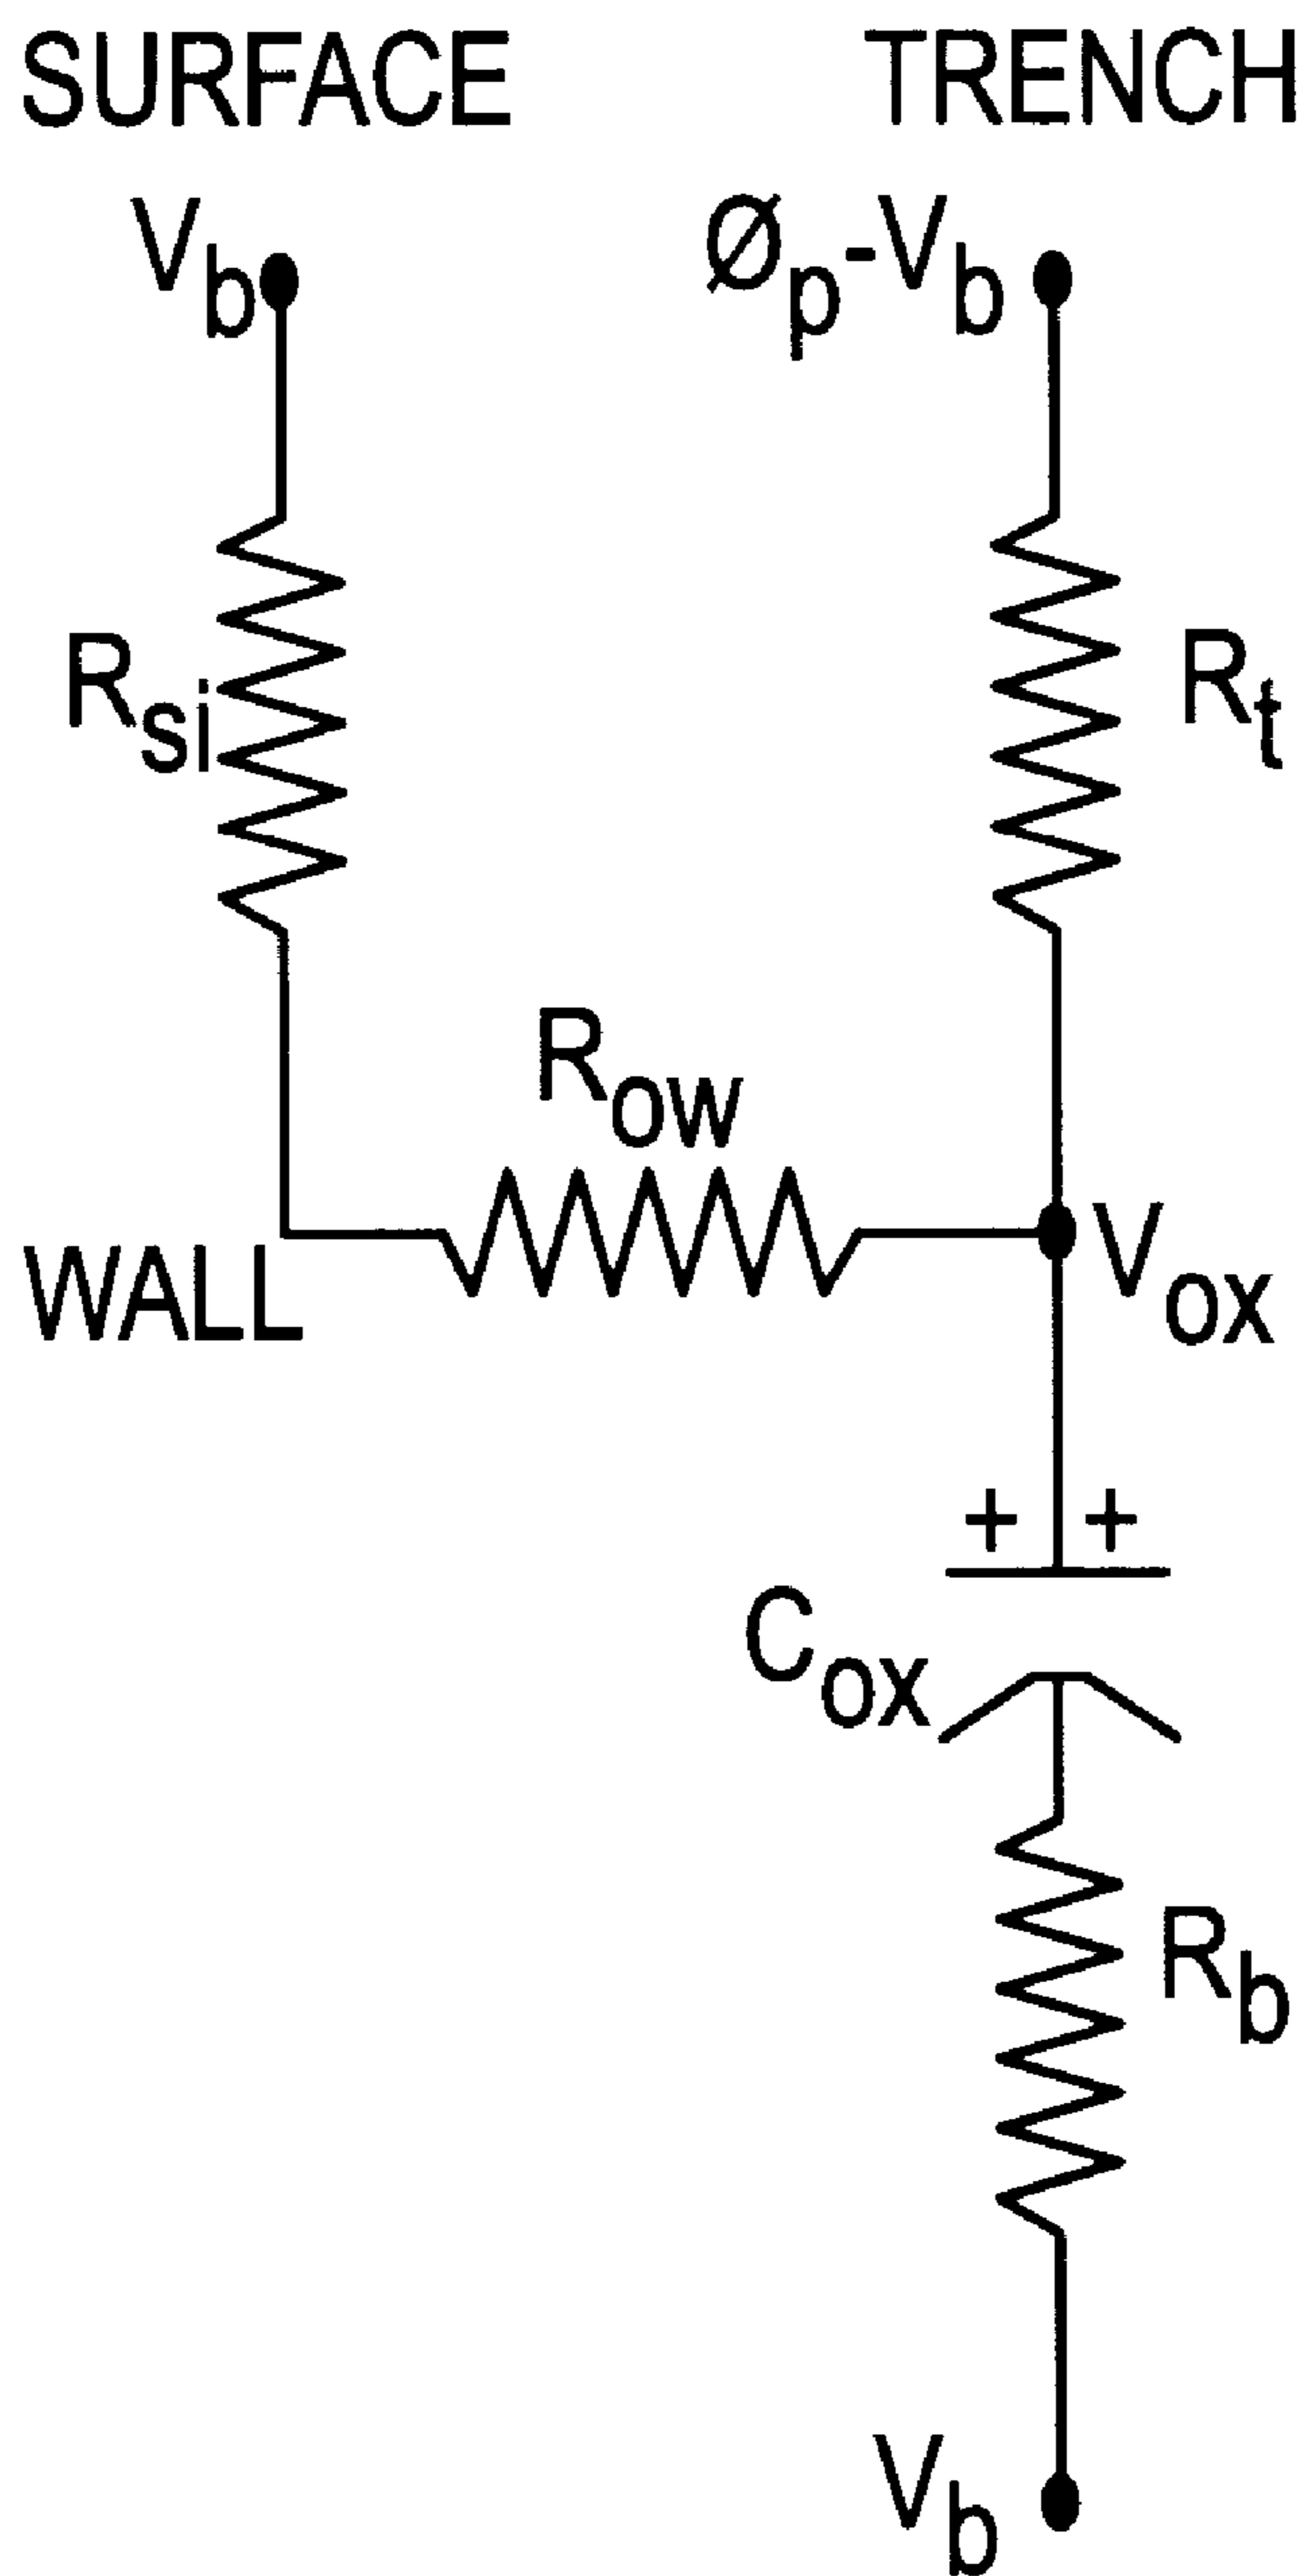 SURFACE TRENCH
Vb Øp-Vb
Rsi Rt
Row
WALL Vox
+ +
Cox
Rb
Vb